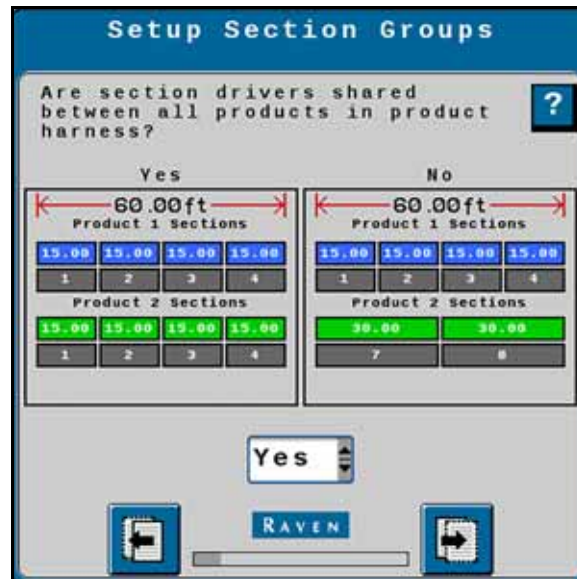 Setup Section Groups
Are section drivers shared
between all products in product
harness?
?
Yes
60.00ft
Product 1 Sections
15.00 15.00 15.00 15.00
1 2 3 4
Product 2 Sections
15.00 15.00 15.00 15.00
1 2 3 4
No
60.00ft
Product 1 Sections
15.00 15.00 15.00 15.00
1 2 3 4
Product 2 Sections
30.00 30.00
7 8
Yes
RAVEN